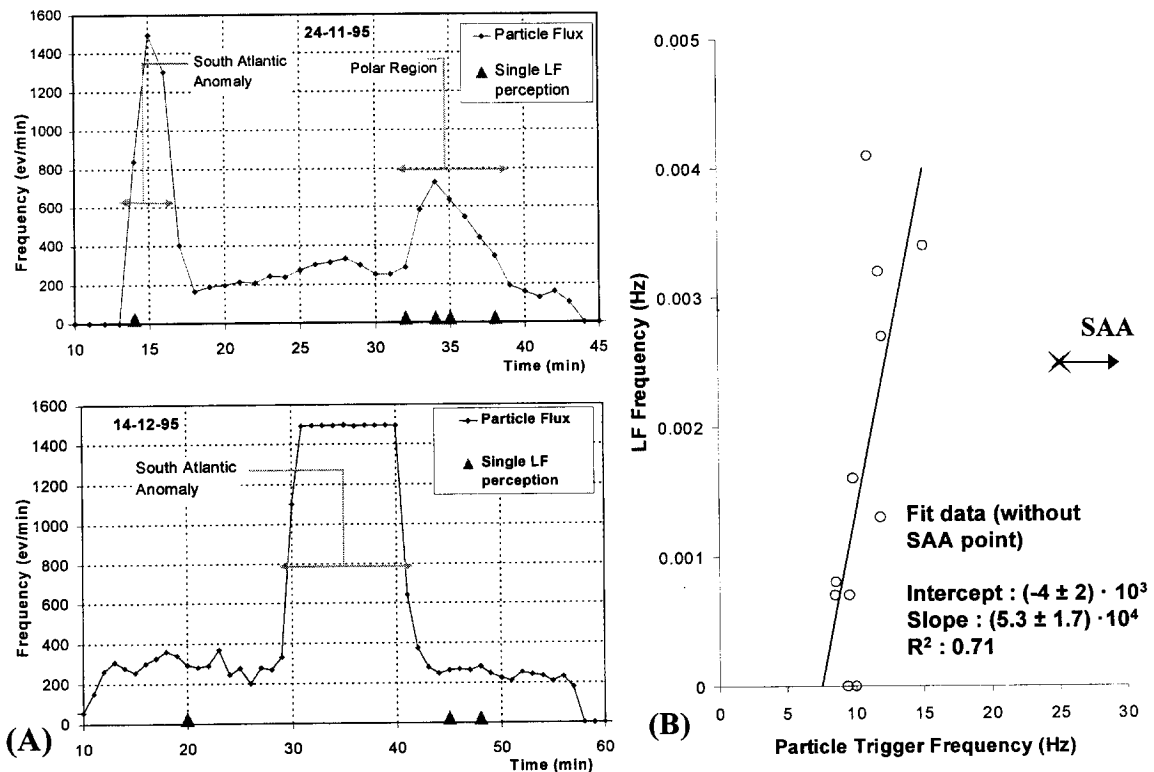 1600
1400
1200
1000
800
600
400
200
0
Frequency (ev/min)
24-11-95
South Atlantic
Anomaly
Polar Region
Particle Flux
Single LF
perception
10 15 20 25 30 35 40 45
Time (min)
1600
1400
1200
1000
800
600
400
200
0
Frequency (ev/min)
14-12-95
South Atlantic
Anomaly
Particle Flux
Single LF
perception
10 20 30 40 50 60
Time (min)
(A)
B)
0.005
0.004
0.003
0.002
0.001
0
LF Frequency (Hz)
SAA
Fit data (without
SAA point)
Intercept : (-4 ± 2) · 10³
Slope : (5.3 ± 1.7) ·10⁴
R² : 0.71
0 5 10 15 20 25 30
Particle Trigger Frequency (Hz)
(B)